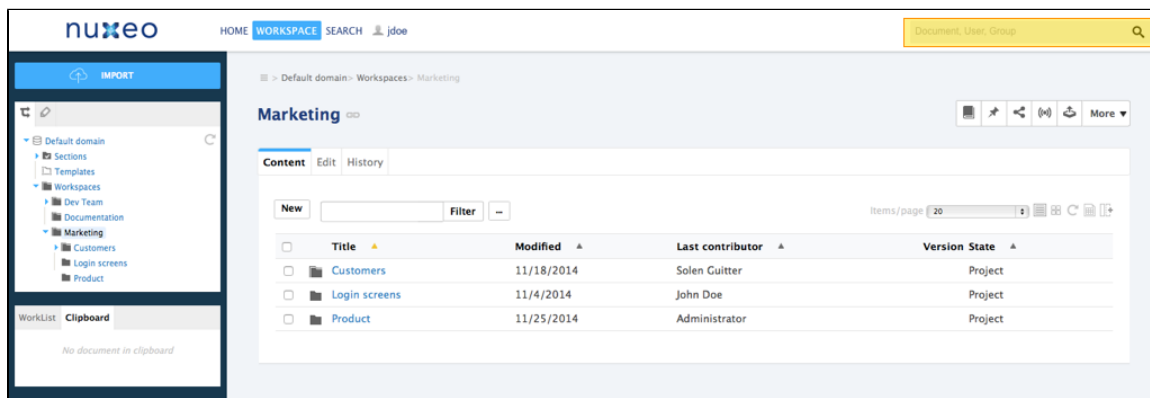 nuxeo
HOME WORKSPACE SEARCH jdoe
Document, User, Group
IMPORT
> Default domain> Workspaces> Marketing
Marketing
More ▼
Default domain
Sections
Templates
Workspaces
Dev Team
Documentation
Marketing
Customers
Login screens
Product
WorkList Clipboard
No document in clipboard
Content Edit History
New Filter ...
Items/page 20
Title Modified Last contributor Version State
Customers 11/18/2014 Solen Guitter Project
Login screens 11/4/2014 John Doe Project
Product 11/25/2014 Administrator Project